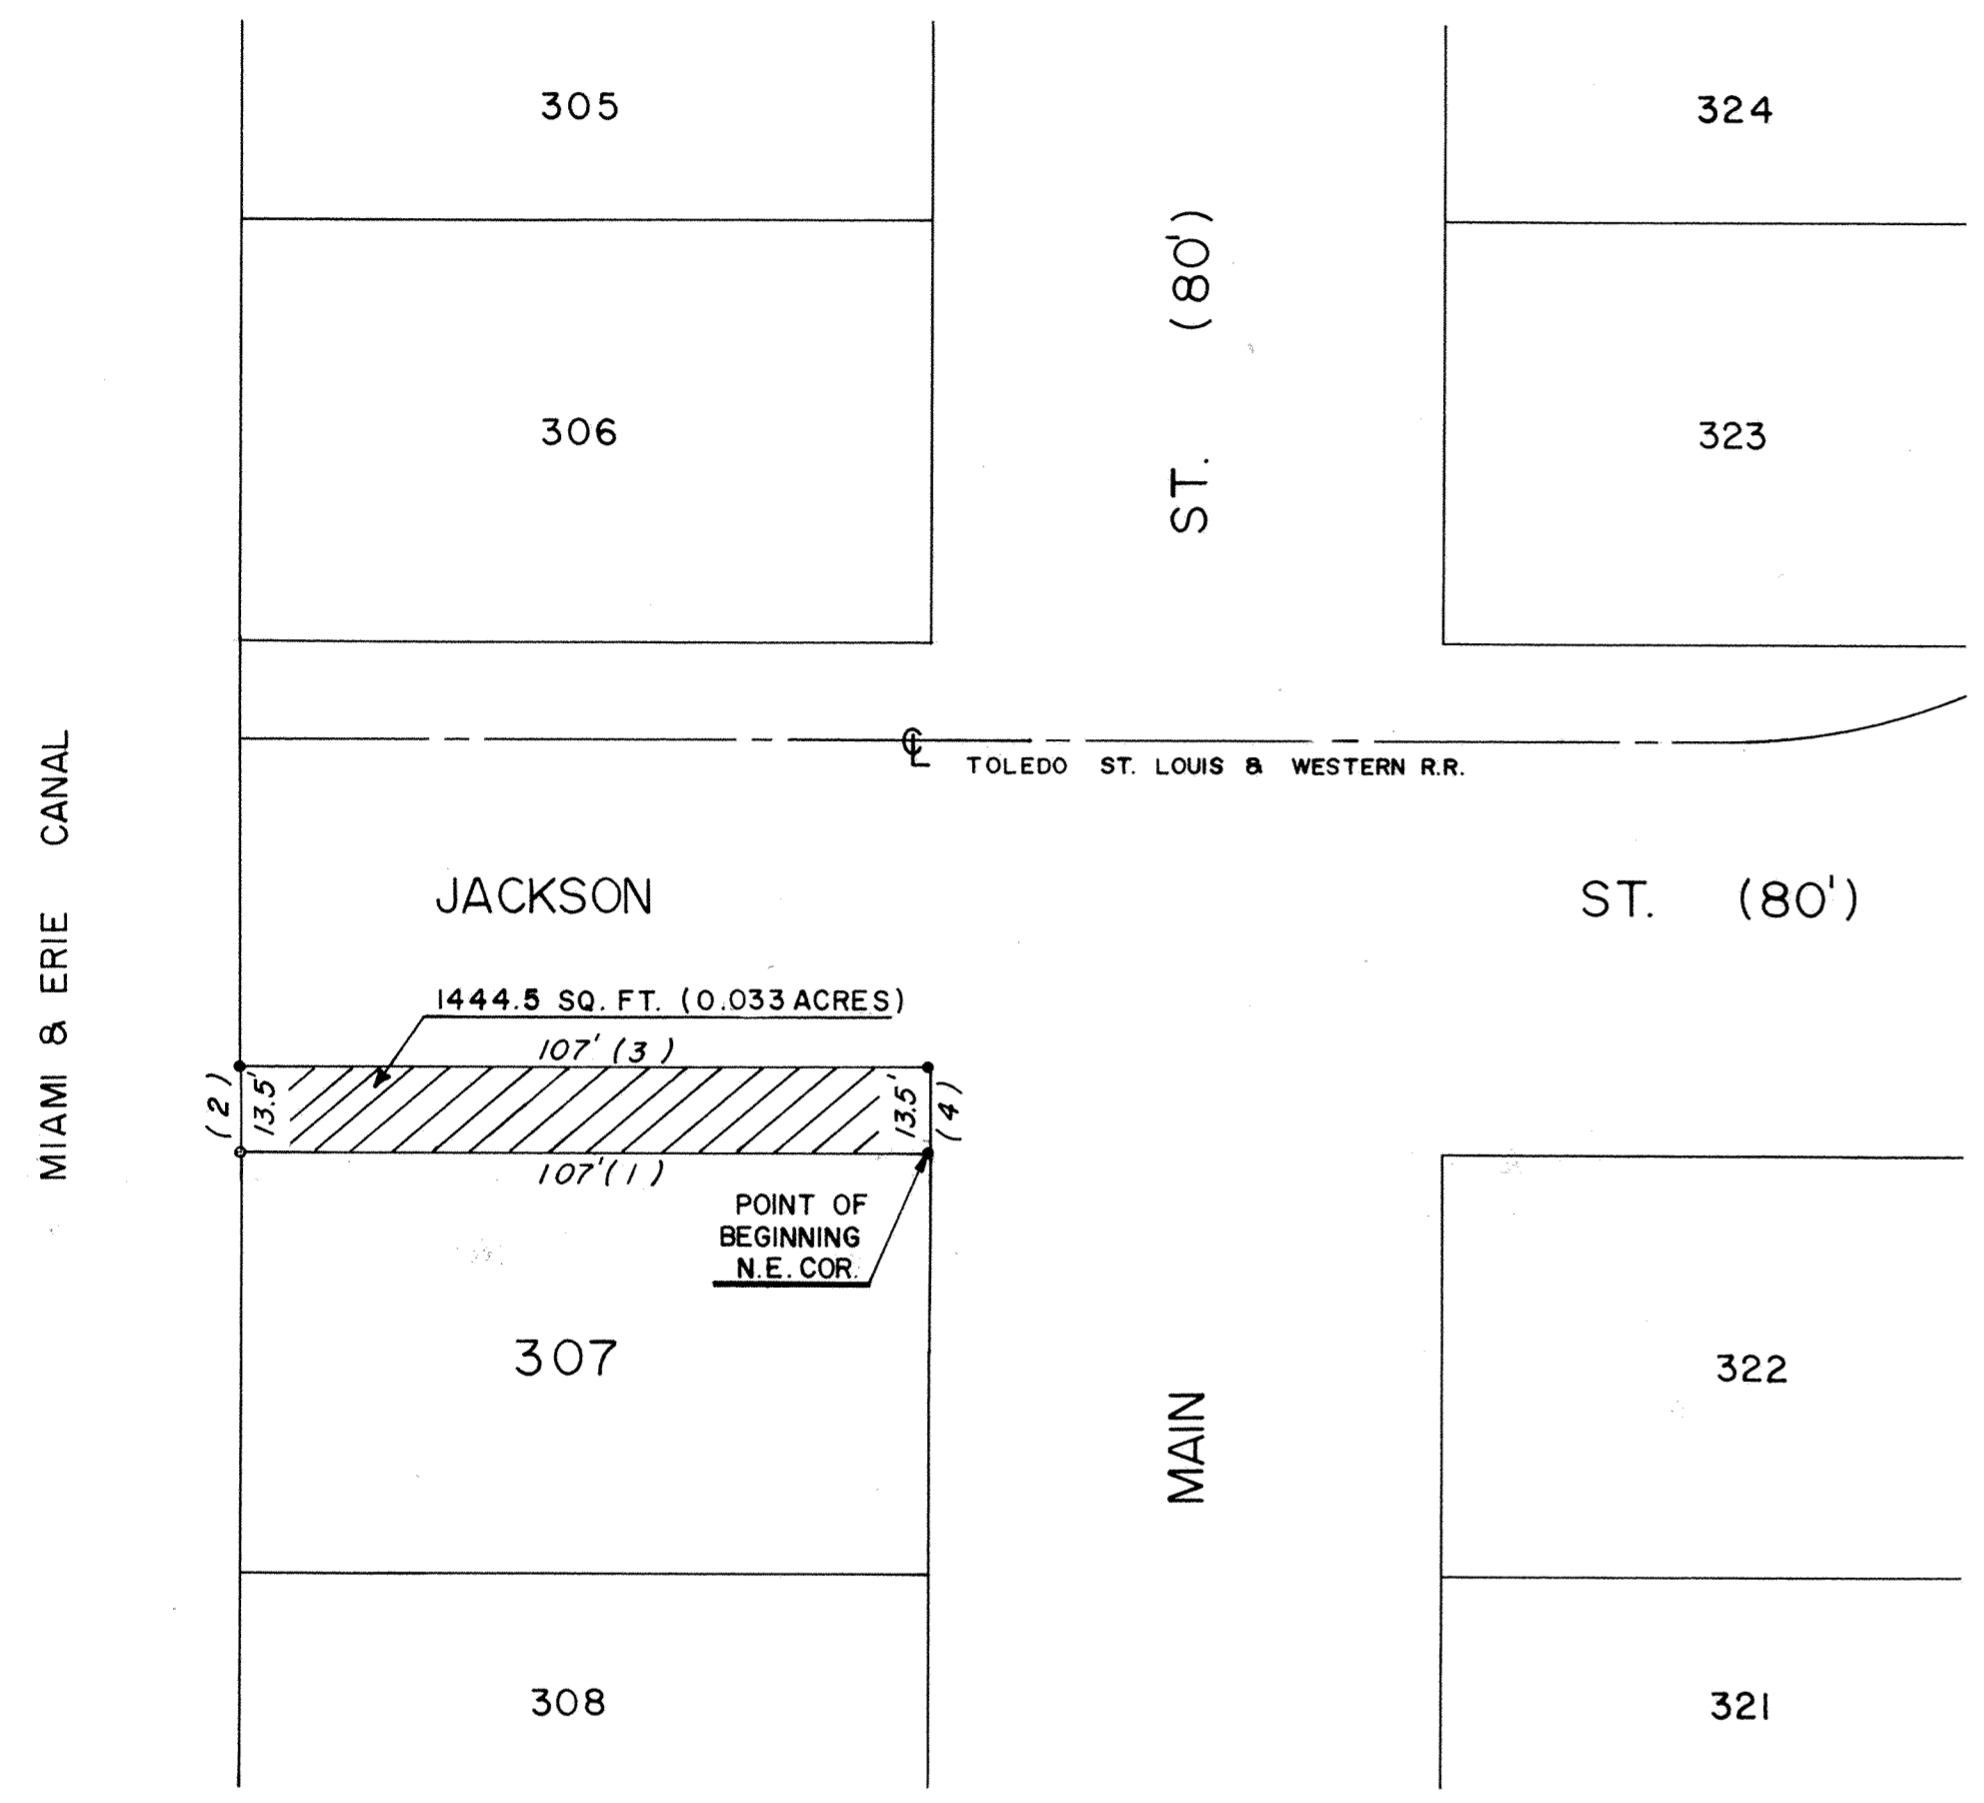 305
324
ST. (80')
306
323
MIAMI & ERIE CANAL
℄ TOLEDO ST. LOUIS & WESTERN R.R.
JACKSON ST. (80')
1444.5 SQ. FT. (0.033 ACRES)
107' (3)
(2)
13.5'
13.5'
(4)
107' (1)
POINT OF
BEGINNING
N.E. COR.
307
322
MAIN
308
321